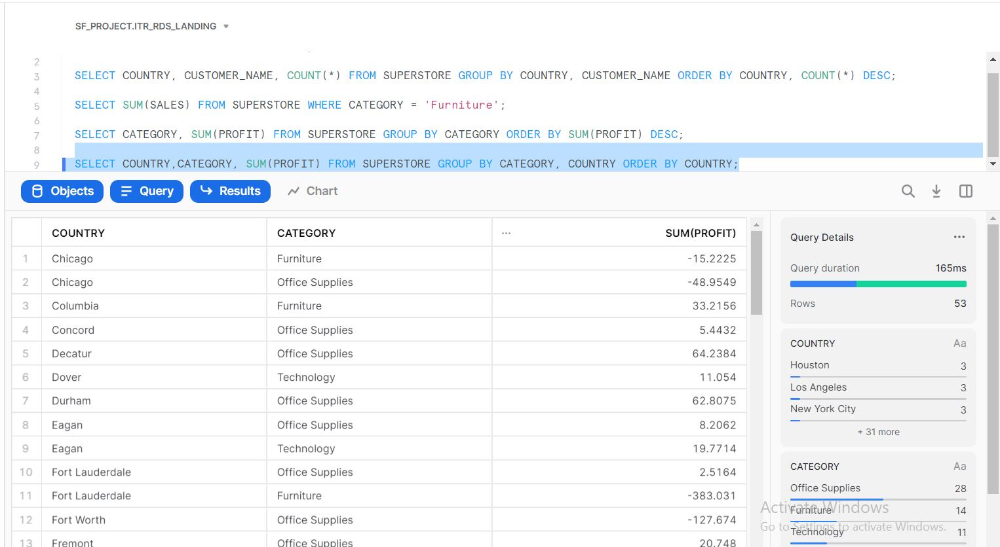 SF_PROJECT.ITR_RDS_LANDING
2
3 SELECT COUNTRY, CUSTOMER_NAME, COUNT(*) FROM SUPERSTORE GROUP BY COUNTRY, CUSTOMER_NAME ORDER BY COUNTRY, COUNT(*) DESC;
4
5 SELECT SUM(SALES) FROM SUPERSTORE WHERE CATEGORY = 'Furniture';
6
7 SELECT CATEGORY, SUM(PROFIT) FROM SUPERSTORE GROUP BY CATEGORY ORDER BY SUM(PROFIT) DESC;
8
9 SELECT COUNTRY,CATEGORY, SUM(PROFIT) FROM SUPERSTORE GROUP BY CATEGORY, COUNTRY ORDER BY COUNTRY;
Objects Query Results Chart
COUNTRY CATEGORY ... SUM(PROFIT)
1 Chicago Furniture -15.2225
2 Chicago Office Supplies -48.9549
3 Columbia Furniture 33.2156
4 Concord Office Supplies 5.4432
5 Decatur Office Supplies 64.2384
6 Dover Technology 11.054
7 Durham Office Supplies 62.8075
8 Eagan Office Supplies 8.2062
9 Eagan Technology 19.7714
10 Fort Lauderdale Office Supplies 2.5164
11 Fort Lauderdale Furniture -383.031
12 Fort Worth Office Supplies -127.674
13 Fremont Office Supplies 20.748
Query Details ...
Query duration 165ms
Rows 53
COUNTRY Aa
Houston 3
Los Angeles 3
New York City 3
+ 31 more
CATEGORY Aa
Office Supplies 28
Furniture 14
Technology 11
Activate Windows
Go to Settings to activate Windows.